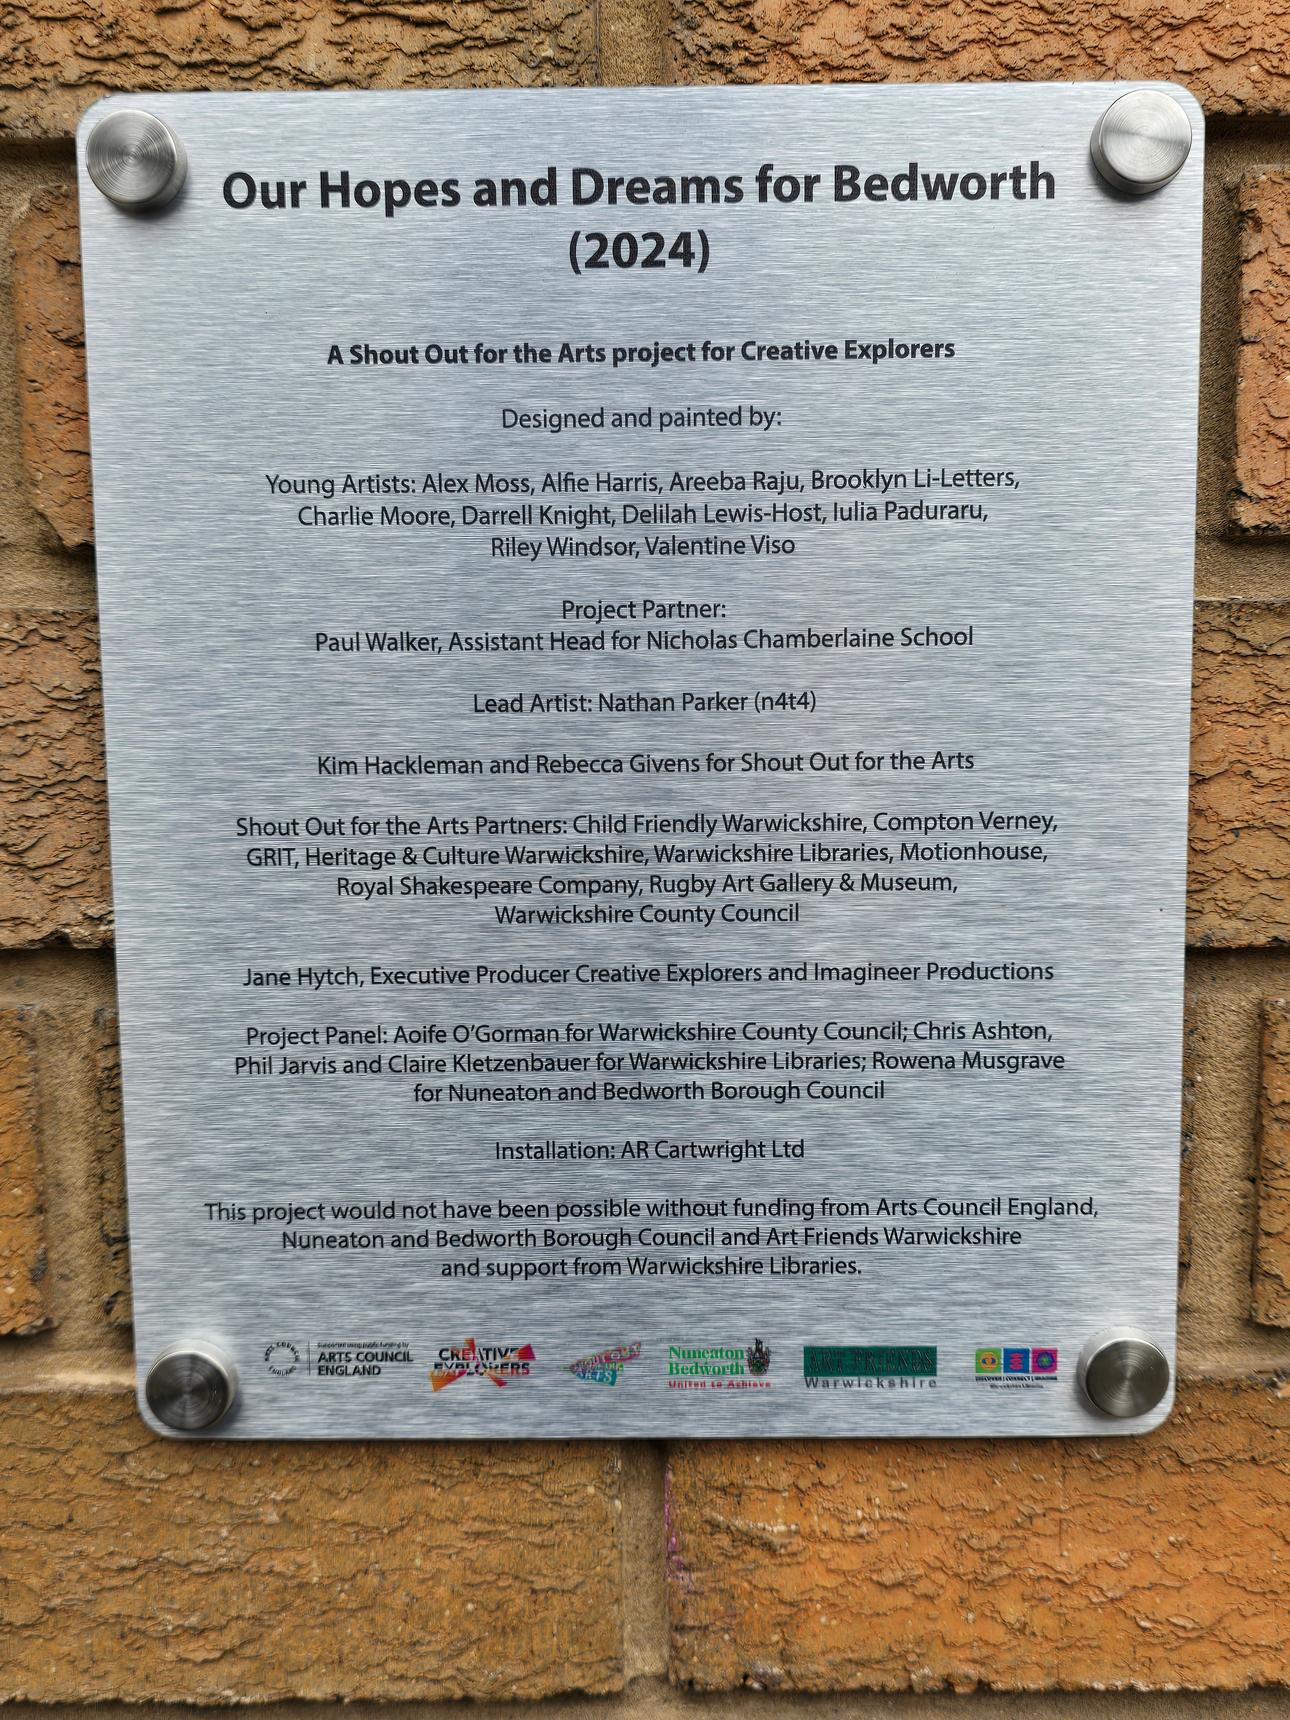 Our Hopes and Dreams for Bedworth
(2024)
A Shout Out for the Arts project for Creative Explorers
Designed and painted by:
Young Artists: Alex Moss, Alfie Harris, Areeba Raju, Brooklyn Li-Letters,
Charlie Moore, Darrell Knight, Delilah Lewis-Host, Iulia Paduraru,
Riley Windsor, Valentine Viso
Project Partner:
Paul Walker, Assistant Head for Nicholas Chamberlaine School
Lead Artist: Nathan Parker (n4t4)
Kim Hackleman and Rebecca Givens for Shout Out for the Arts
Shout Out for the Arts Partners: Child Friendly Warwickshire, Compton Verney,
GRIT, Heritage & Culture Warwickshire, Warwickshire Libraries, Motionhouse,
Royal Shakespeare Company, Rugby Art Gallery & Museum,
Warwickshire County Council
Jane Hytch, Executive Producer Creative Explorers and Imagineer Productions
Project Panel: Aoife O'Gorman for Warwickshire County Council; Chris Ashton,
Phil Jarvis and Claire Kletzenbauer for Warwickshire Libraries; Rowena Musgrave
for Nuneaton and Bedworth Borough Council
Installation: AR Cartwright Ltd
This project would not have been possible without funding from Arts Council England,
Nuneaton and Bedworth Borough Council and Art Friends Warwickshire
and support from Warwickshire Libraries.
Supported using public funding by
ARTS COUNCIL
ENGLAND
CREATIVE
EXPLORERS
Nuneaton
Bedworth
United to Achieve
ART FRIENDS
Warwickshire